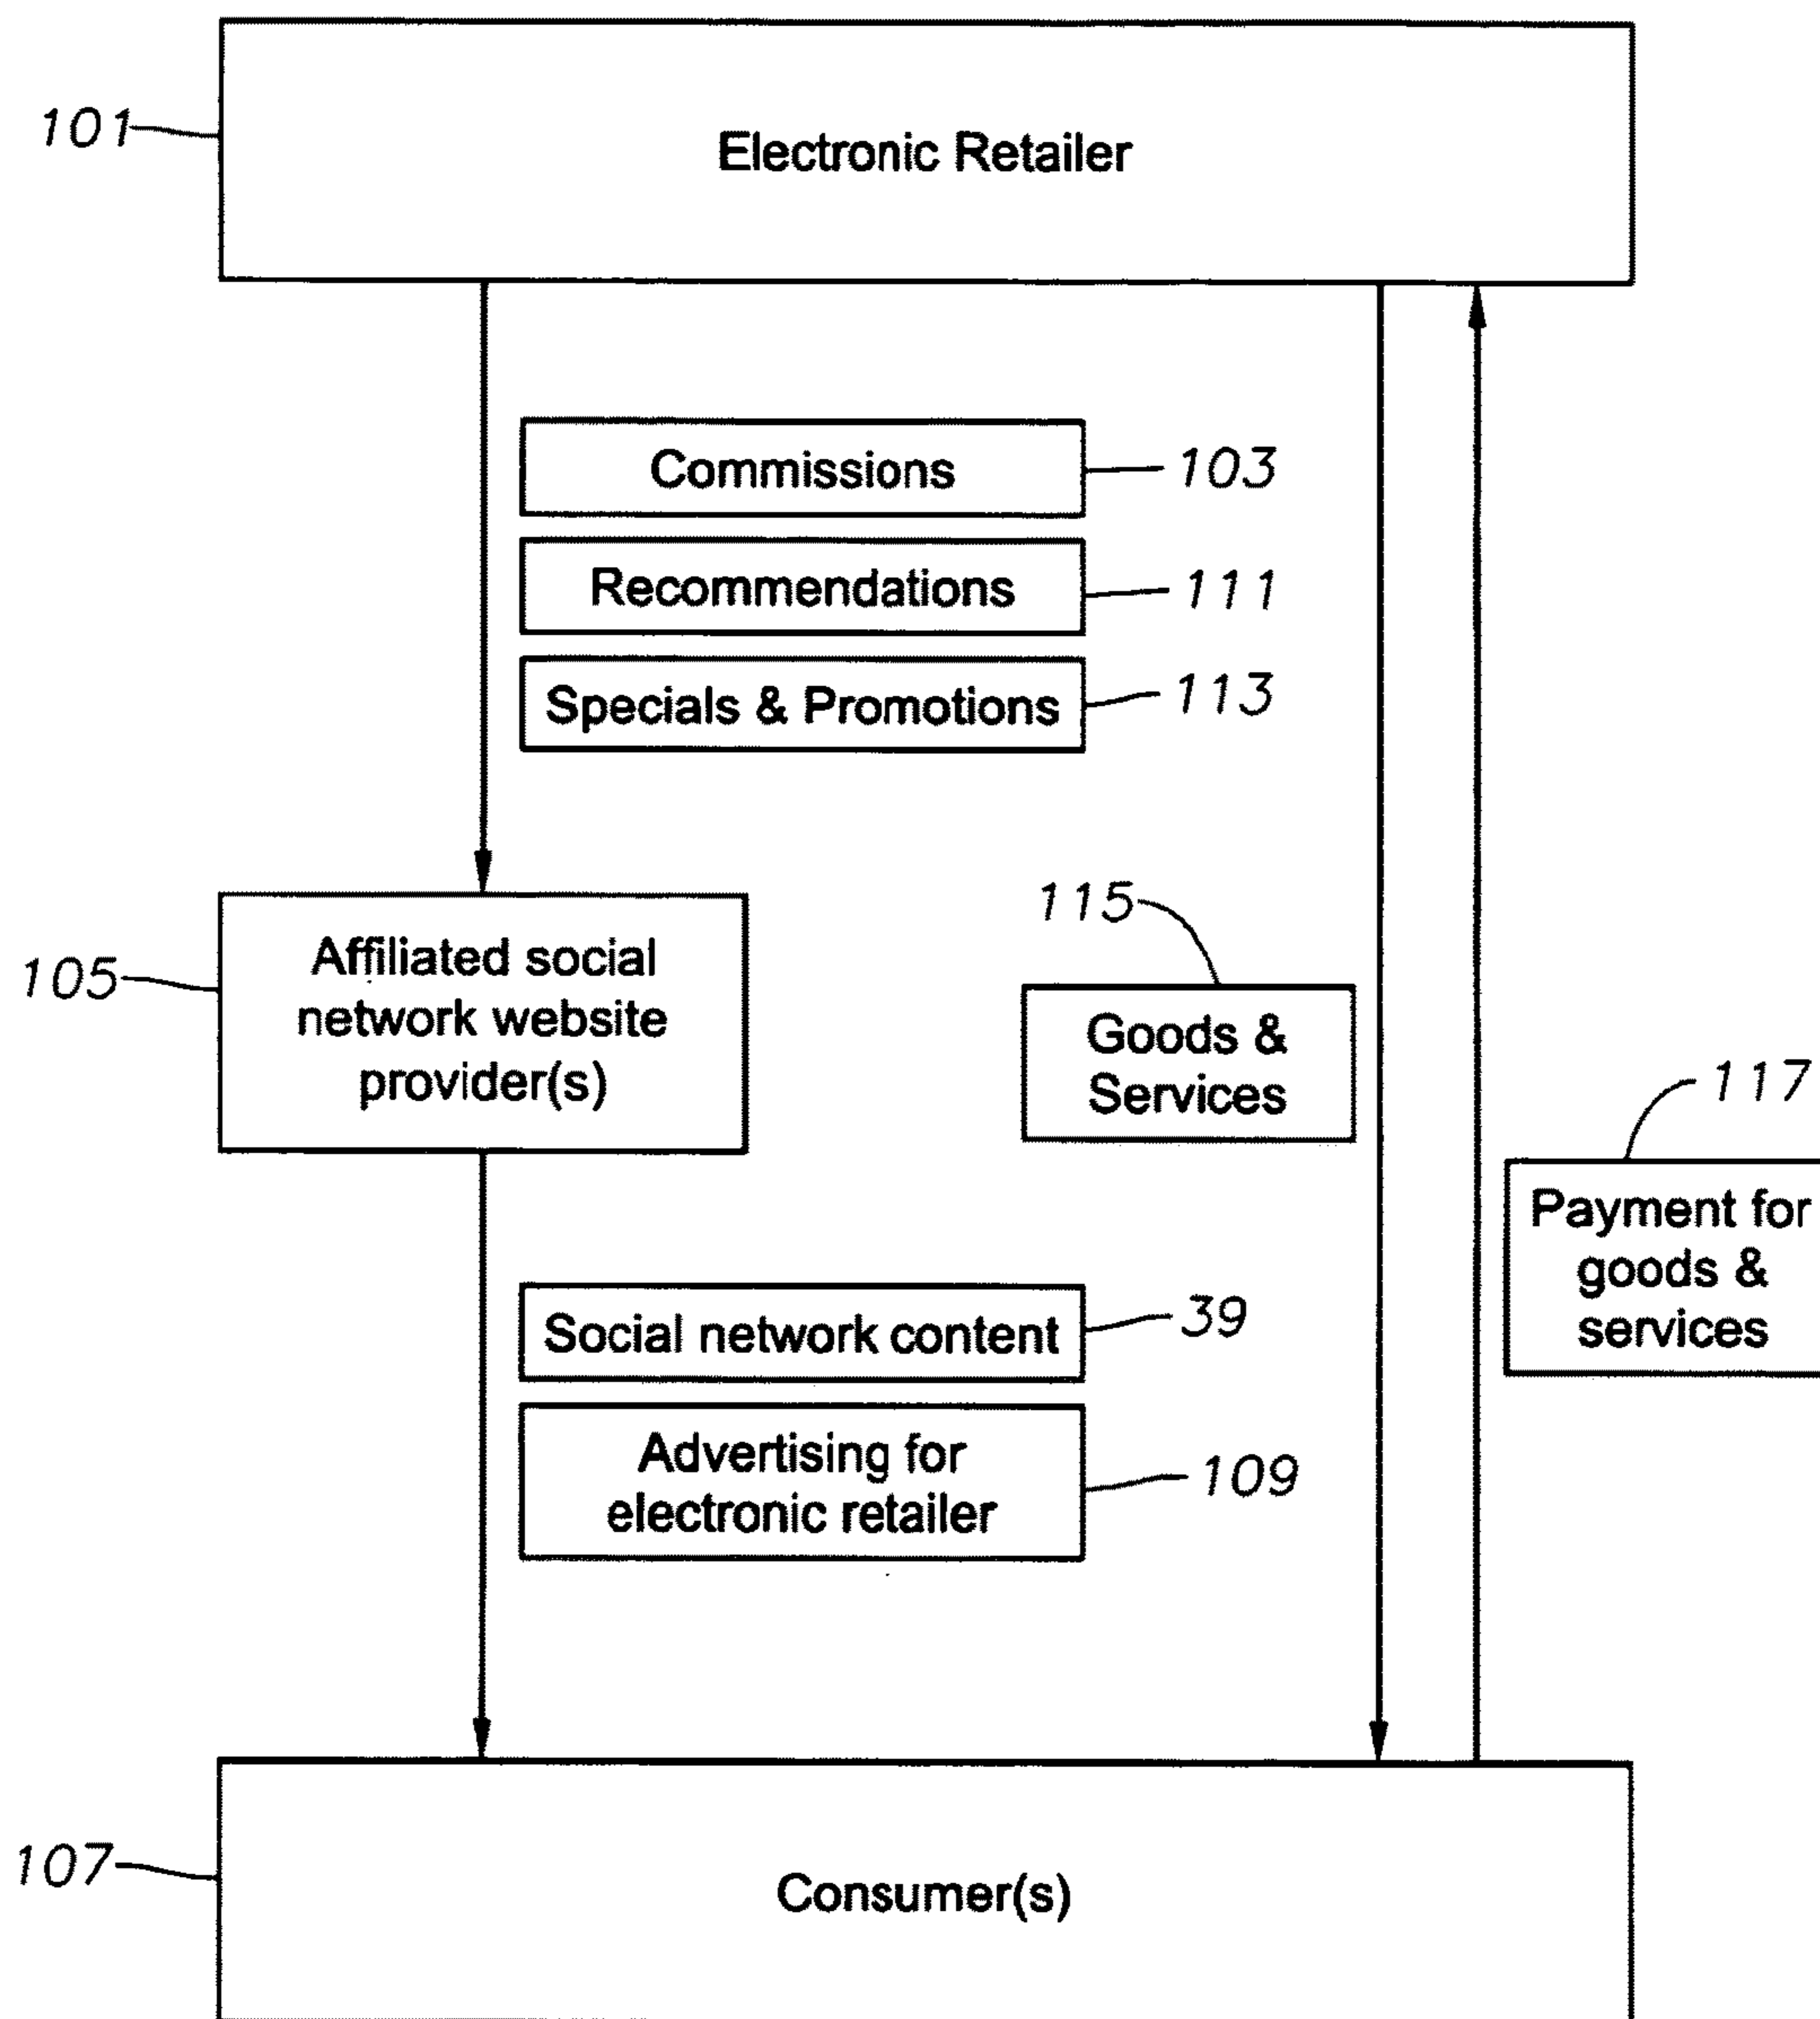 101
Electronic Retailer
Commissions
103
Recommendations
111
Specials & Promotions
113
105
Affiliated social
network website
provider(s)
115
Goods &
Services
117
Payment for
goods &
services
Social network content
39
Advertising for
electronic retailer
109
107
Consumer(s)